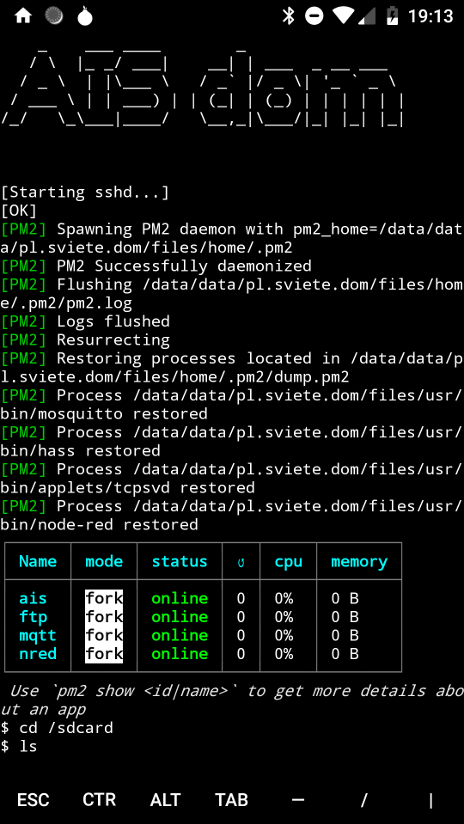 19:13
AIS dom
[Starting sshd...]
[OK]
[PM2] Spawning PM2 daemon with pm2_home=/data/dat
a/pl.sviete.dom/files/home/.pm2
[PM2] PM2 Successfully daemonized
[PM2] Flushing /data/data/pl.sviete.dom/files/hom
e/.pm2/pm2.log
[PM2] Logs flushed
[PM2] Resurrecting
[PM2] Restoring processes located in /data/data/p
l.sviete.dom/files/home/.pm2/dump.pm2
[PM2] Process /data/data/pl.sviete.dom/files/usr/
bin/mosquitto restored
[PM2] Process /data/data/pl.sviete.dom/files/usr/
bin/hass restored
[PM2] Process /data/data/pl.sviete.dom/files/usr/
bin/applets/tcpsvd restored
[PM2] Process /data/data/pl.sviete.dom/files/usr/
bin/node-red restored
Name mode status ↺ cpu memory
ais fork online 0 0% 0 B
ftp fork online 0 0% 0 B
mqtt fork online 0 0% 0 B
nred fork online 0 0% 0 B
Use `pm2 show <id|name>` to get more details abo
ut an app
$ cd /sdcard
$ ls
ESC CTR ALT TAB — / |